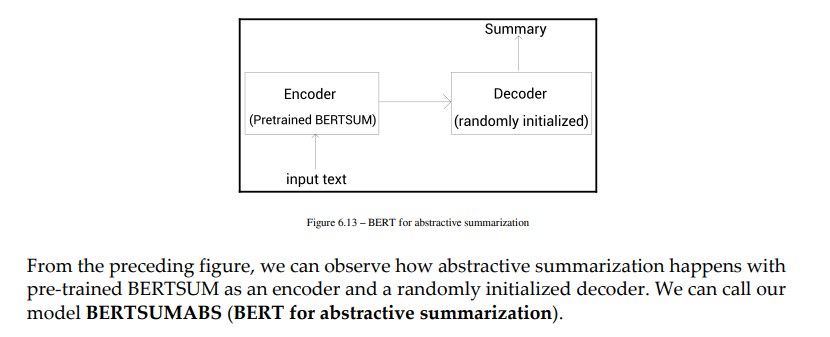 Summary
Encoder
Decoder
(Pretrained BERTSUM)
(randomly initialized)
input text
Figure 6.13 – BERT for abstractive summarization
From the preceding figure, we can observe how abstractive summarization happens with
pre-trained BERTSUM as an encoder and a randomly initialized decoder. We can call our
model BERTSUMABS (BERT for abstractive summarization).